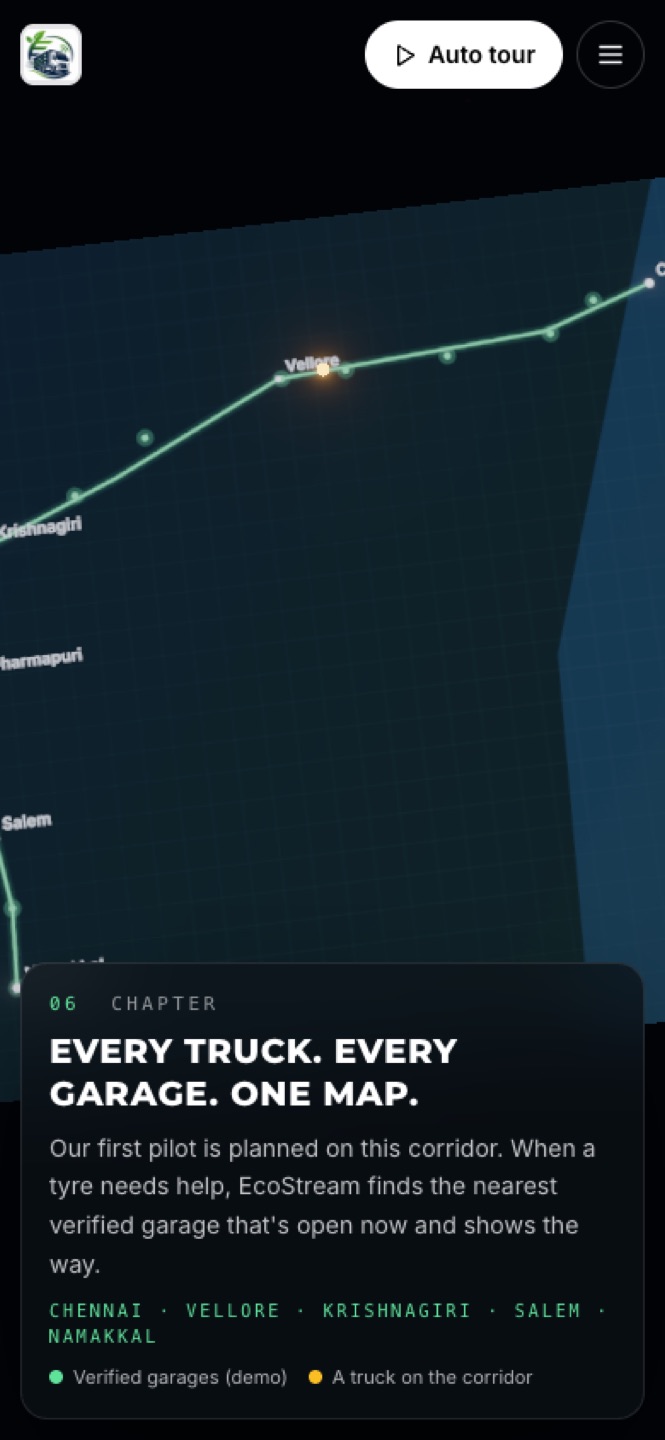 Auto tour
Vellore
Krishnagiri
harmapuri
Salem
06 CHAPTER
EVERY TRUCK. EVERY
GARAGE. ONE MAP.
Our first pilot is planned on this corridor. When a
tyre needs help, EcoStream finds the nearest
verified garage that's open now and shows the
way.
CHENNAI · VELLORE · KRISHNAGIRI · SALEM ·
NAMAKKAL
Verified garages (demo) A truck on the corridor